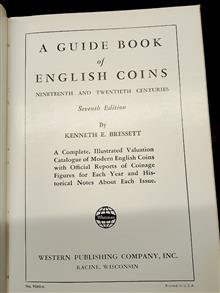 A GUIDE BOOK
of
ENGLISH COINS
NINETEENTH AND TWENTIETH CENTURIES
Seventh Edition
By
KENNETH E. BRESSETT
A Complete, Illustrated Valuation
Catalogue of Modern English Coins
with Official Reports of Coinage
Figures for Each Year and His-
torical Notes About Each Issue.
Whitman
WESTERN PUBLISHING COMPANY, INC.
RACINE, WISCONSIN
Printed in U.S.A.